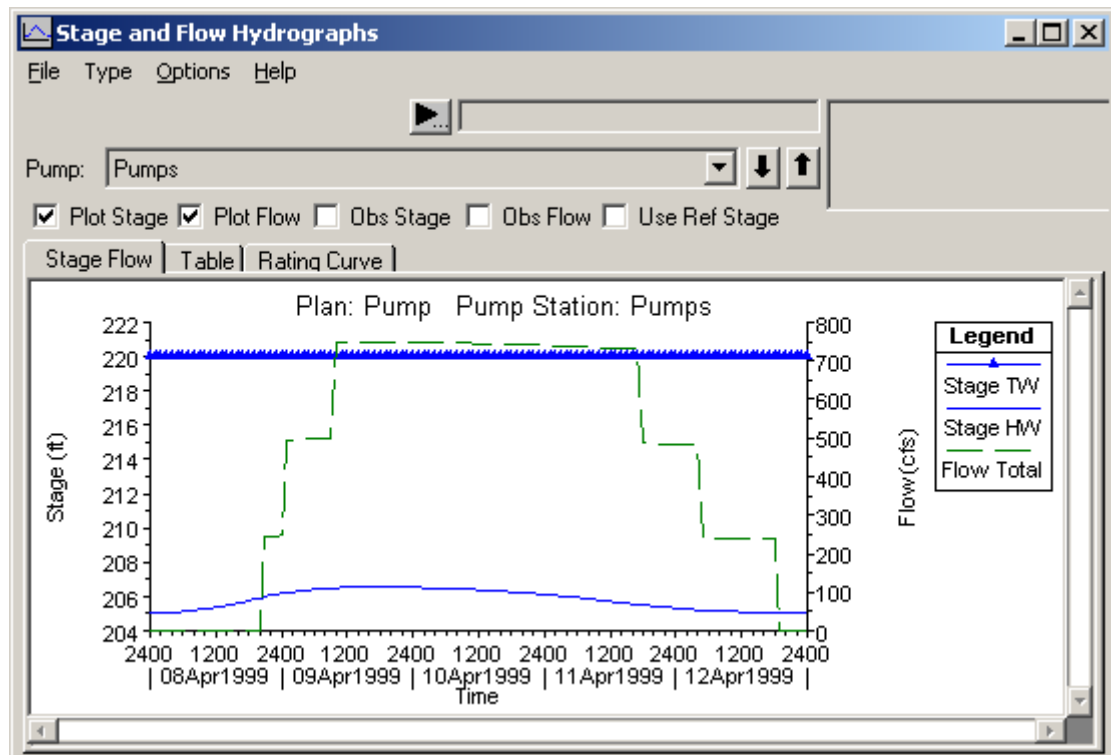 Stage and Flow Hydrographs
File Type Options Help
...
Pump: Pumps
Plot Stage Plot Flow Obs Stage Obs Flow Use Ref Stage
Stage Flow Table Rating Curve
Plan: Pump Pump Station: Pumps
222
220
218
216
214
212
210
208
206
204
Stage (ft)
800
700
600
500
400
300
200
100
0
Flow (cfs)
Legend
Stage TW
Stage HW
Flow Total
2400 1200 2400 1200 2400 1200 2400 1200 2400 1200 2400
| 08Apr1999 | 09Apr1999 | 10Apr1999 | 11Apr1999 | 12Apr1999 |
Time